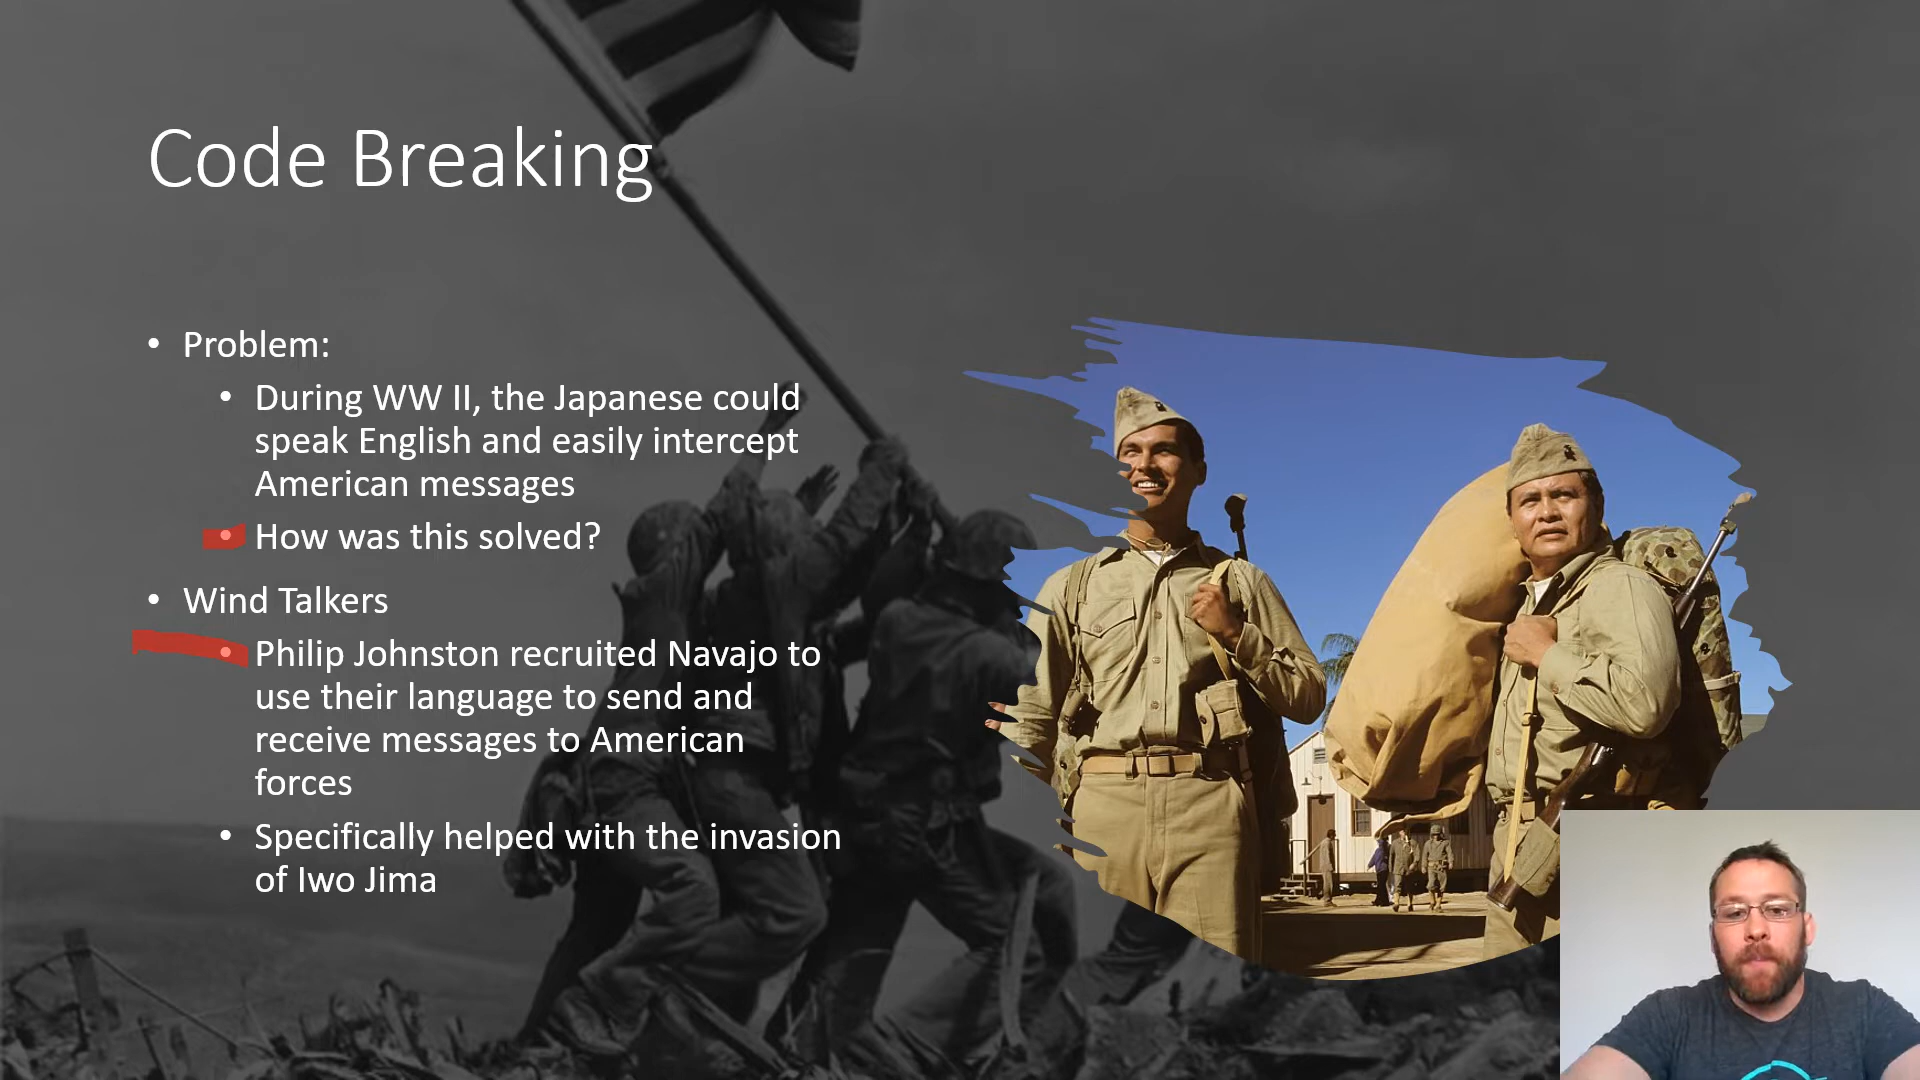 Code Breaking
• Problem:
• During WW II, the Japanese could
speak English and easily intercept
American messages
• How was this solved?
• Wind Talkers
• Philip Johnston recruited Navajo to
use their language to send and
receive messages to American
forces
• Specifically helped with the invasion
of Iwo Jima